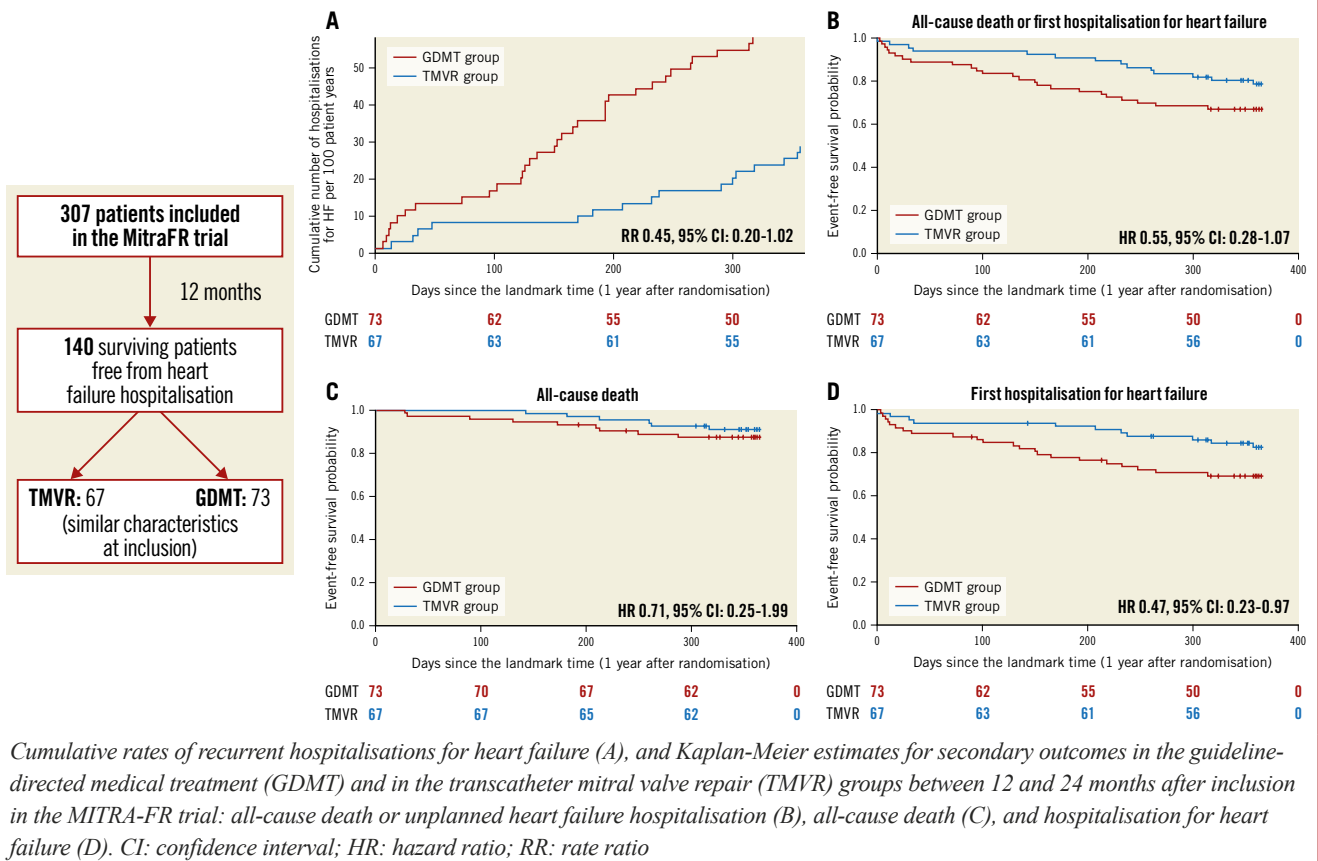 307 patients included
in the MitraFR trial
12 months
140 surviving patients
free from heart
failure hospitalisation
TMVR: 67 GDMT: 73
(similar characteristics
at inclusion)
A
Cumulative number of hospitalisations
for HF per 100 patient years
50
40
30
20
10
0
GDMT group
TMVR group
RR 0.45, 95% CI: 0.20-1.02
0 100 200 300
Days since the landmark time (1 year after randomisation)
GDMT 73 62 55 50
TMVR 67 63 61 55
B
All-cause death or first hospitalisation for heart failure
Event-free survival probability
1.0
0.8
0.6
0.4
0.2
0.0
GDMT group
TMVR group
HR 0.55, 95% CI: 0.28-1.07
0 100 200 300 400
Days since the landmark time (1 year after randomisation)
GDMT 73 62 55 50 0
TMVR 67 63 61 56 0
C
All-cause death
Event-free survival probability
1.0
0.8
0.6
0.4
0.2
0.0
GDMT group
TMVR group
HR 0.71, 95% CI: 0.25-1.99
0 100 200 300 400
Days since the landmark time (1 year after randomisation)
GDMT 73 70 67 62 0
TMVR 67 67 65 62 0
D
First hospitalisation for heart failure
Event-free survival probability
1.0
0.8
0.6
0.4
0.2
0.0
GDMT group
TMVR group
HR 0.47, 95% CI: 0.23-0.97
0 100 200 300 400
Days since the landmark time (1 year after randomisation)
GDMT 73 62 55 50 0
TMVR 67 63 61 56 0
Cumulative rates of recurrent hospitalisations for heart failure (A), and Kaplan-Meier estimates for secondary outcomes in the guideline-
directed medical treatment (GDMT) and in the transcatheter mitral valve repair (TMVR) groups between 12 and 24 months after inclusion
in the MITRA-FR trial: all-cause death or unplanned heart failure hospitalisation (B), all-cause death (C), and hospitalisation for heart
failure (D). CI: confidence interval; HR: hazard ratio; RR: rate ratio